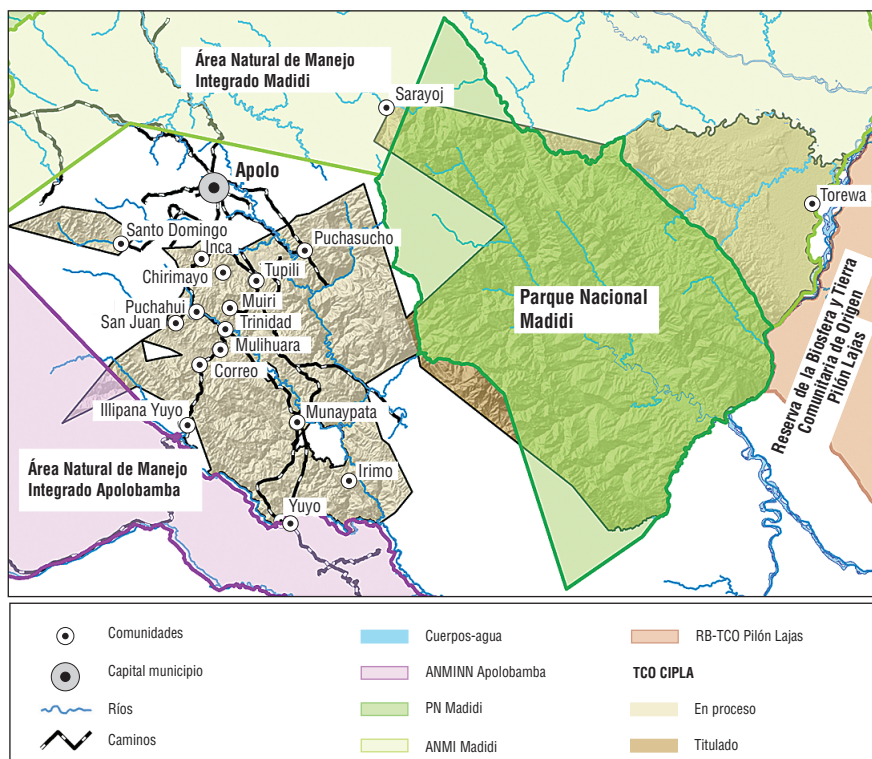 Área Natural de Manejo
Integrado Madidi
Sarayoj
Apolo
Torewa
Santo Domingo
Inca
Puchasucho
Chirimayo
Tupili
Parque Nacional
Madidi
Puchahui
Muiri
San Juan
Trinidad
Mulihuara
Correo
Reserva de la Biosfera y Tierra
Comunitaria de Origen
Pilón Lajas
Illipana Yuyo
Munaypata
Área Natural de Manejo
Integrado Apolobamba
Irimo
Yuyo
Comunidades
Capital municipio
Ríos
Caminos
Cuerpos-agua
ANMINN Apolobamba
PN Madidi
ANMI Madidi
RB-TCO Pilón Lajas
TCO CIPLA
En proceso
Titulado